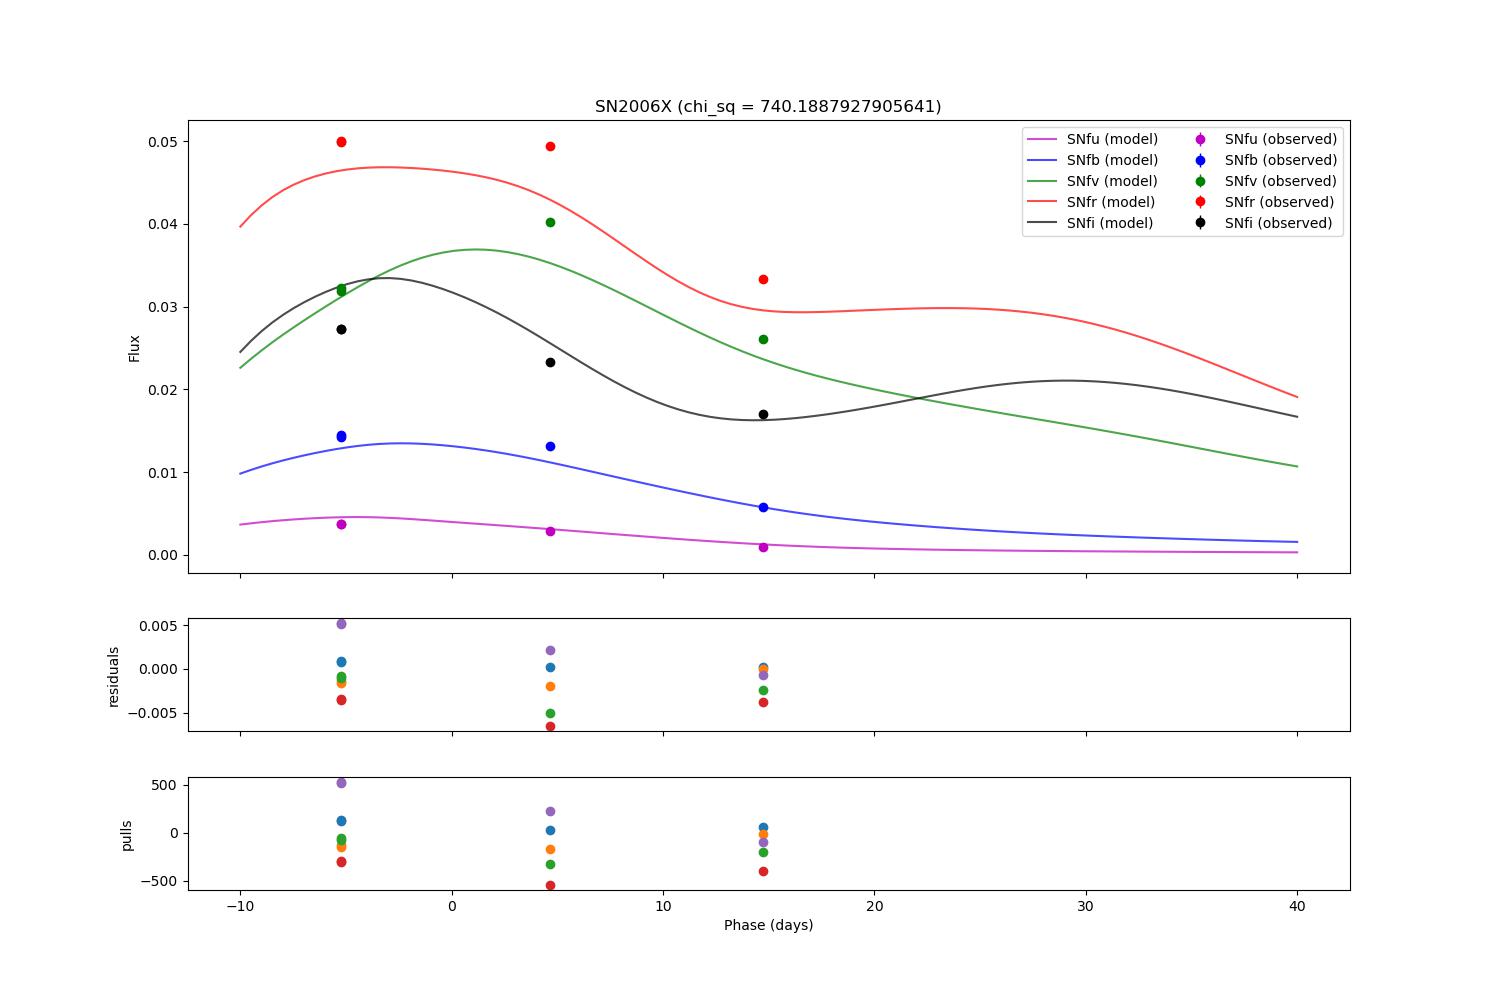 SN2006X (chi_sq = 740.1887927905641)
0.05
0.04
0.03
0.02
0.01
0.00
Flux
SNfu (model)
SNfb (model)
SNfv (model)
SNfr (model)
SNfi (model)
SNfu (observed)
SNfb (observed)
SNfv (observed)
SNfr (observed)
SNfi (observed)
0.005
0.000
−0.005
residuals
500
0
−500
pulls
−10 0 10 20 30 40
Phase (days)